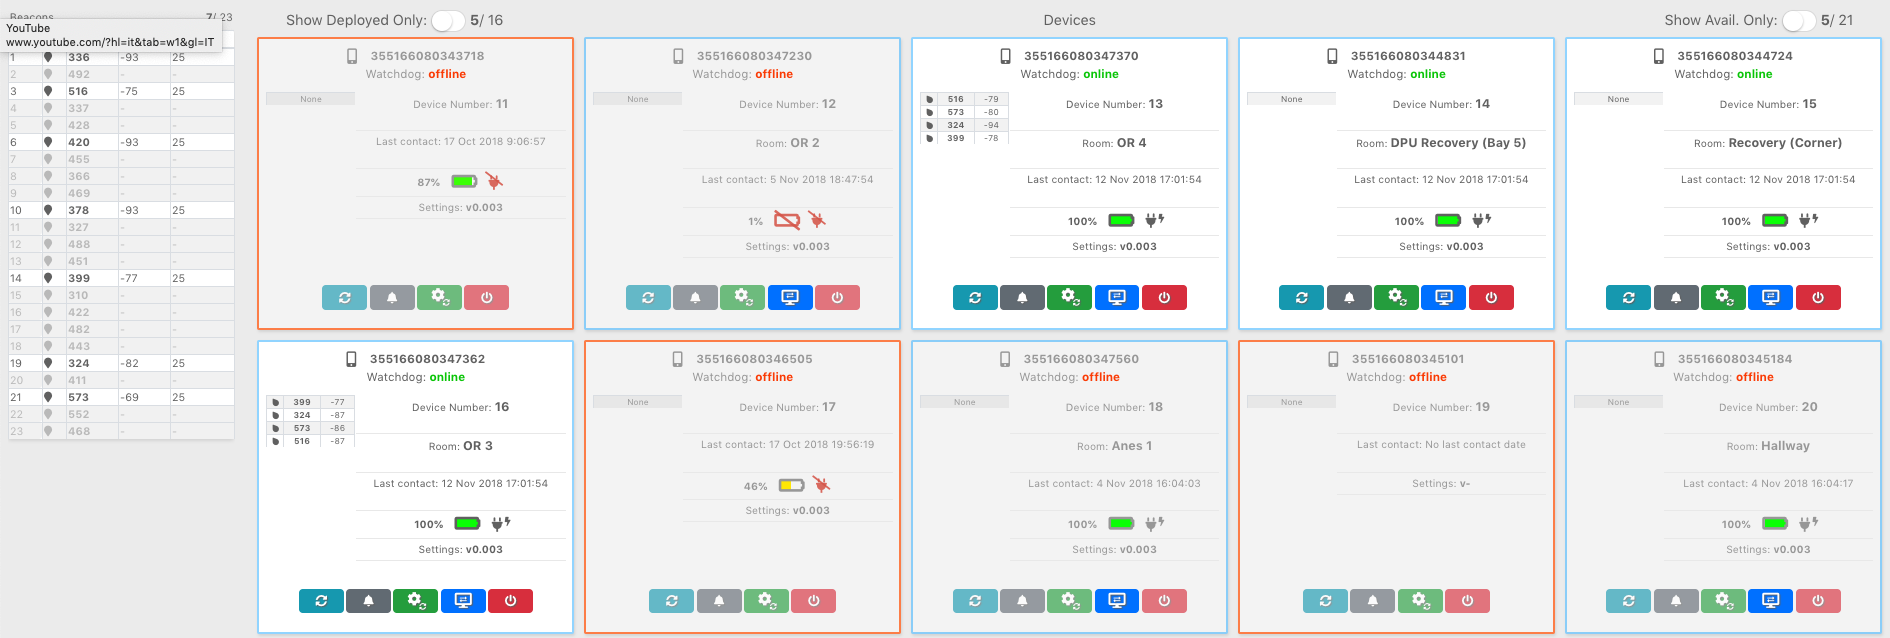 Beacons 7/ 23
YouTube
www.youtube.com/?hl=it&tab=w1&gl=IT
1 336 -93 25
2 492 - -
3 516 -75 25
4 337 - -
5 428 - -
6 420 -93 25
7 455 - -
8 366 - -
9 469 - -
10 378 -93 25
11 327 - -
12 488 - -
13 451 - -
14 399 -77 25
15 310 - -
16 422 - -
17 482 - -
18 443 - -
19 324 -82 25
20 411 - -
21 573 -69 25
22 552 - -
23 468 - -
Show Deployed Only: 5/ 16
Devices
Show Avail. Only: 5/ 21
355166080343718
Watchdog: offline
None
Device Number: 11
Last contact: 17 Oct 2018 9:06:57
87%
Settings: v0.003
355166080347230
Watchdog: offline
None
Device Number: 12
Room: OR 2
Last contact: 5 Nov 2018 18:47:54
1%
Settings: v0.003
355166080347370
Watchdog: online
516 -79
573 -80
324 -94
399 -78
Device Number: 13
Room: OR 4
Last contact: 12 Nov 2018 17:01:54
100%
Settings: v0.003
355166080344831
Watchdog: online
None
Device Number: 14
Room: DPU Recovery (Bay 5)
Last contact: 12 Nov 2018 17:01:54
100%
Settings: v0.003
355166080344724
Watchdog: online
None
Device Number: 15
Room: Recovery (Corner)
Last contact: 12 Nov 2018 17:01:54
100%
Settings: v0.003
355166080347362
Watchdog: online
399 -77
324 -87
573 -86
516 -87
Device Number: 16
Room: OR 3
Last contact: 12 Nov 2018 17:01:54
100%
Settings: v0.003
355166080346505
Watchdog: offline
None
Device Number: 17
Last contact: 17 Oct 2018 19:56:19
46%
Settings: v0.003
355166080347560
Watchdog: offline
None
Device Number: 18
Room: Anes 1
Last contact: 4 Nov 2018 16:04:03
100%
Settings: v0.003
355166080345101
Watchdog: offline
None
Device Number: 19
Last contact: No last contact date
Settings: v-
355166080345184
Watchdog: offline
None
Device Number: 20
Room: Hallway
Last contact: 4 Nov 2018 16:04:17
100%
Settings: v0.003